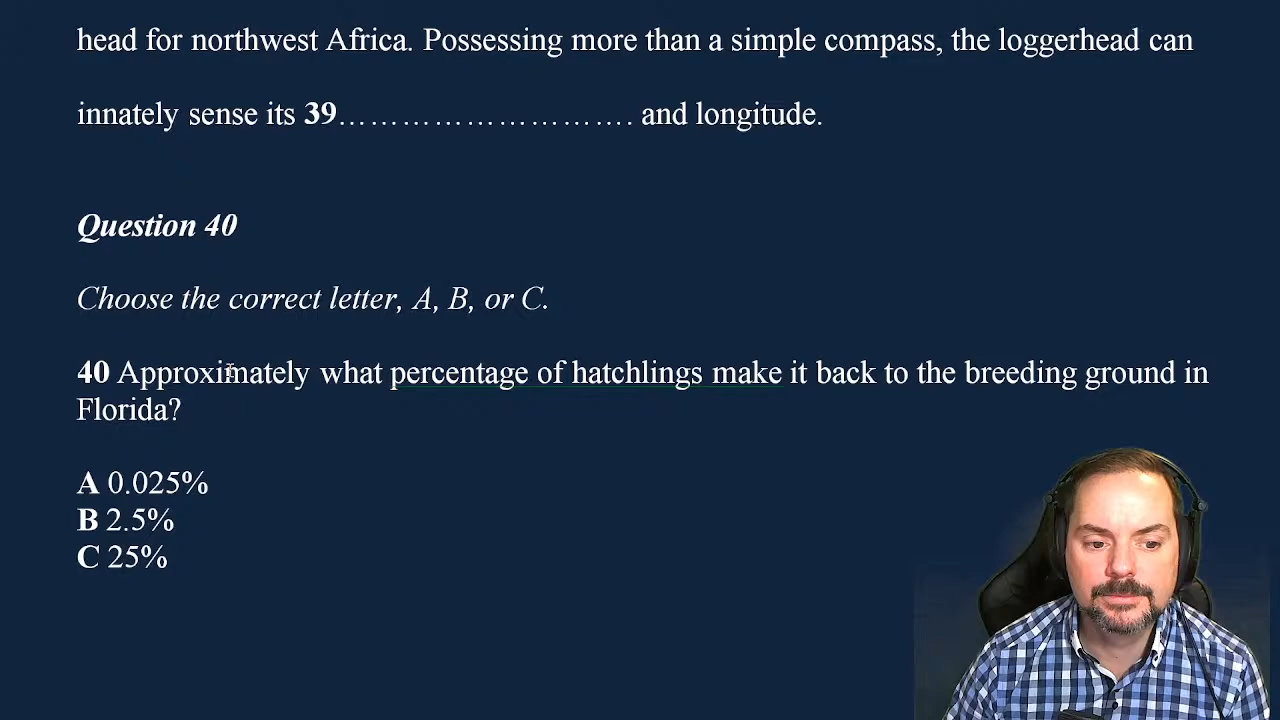 head for northwest Africa. Possessing more than a simple compass, the loggerhead can
innately sense its 39………………………. and longitude.
Question 40
Choose the correct letter, A, B, or C.
40 Approximately what percentage of hatchlings make it back to the breeding ground in
Florida?
A 0.025%
B 2.5%
C 25%